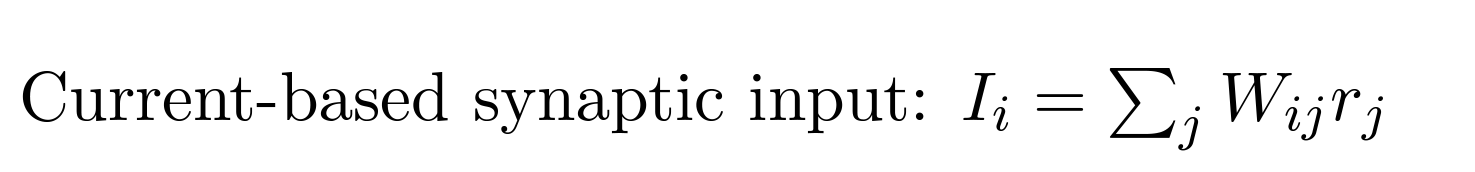 Current-based synaptic input: $I_i = \sum_j W_{ij} r_j$